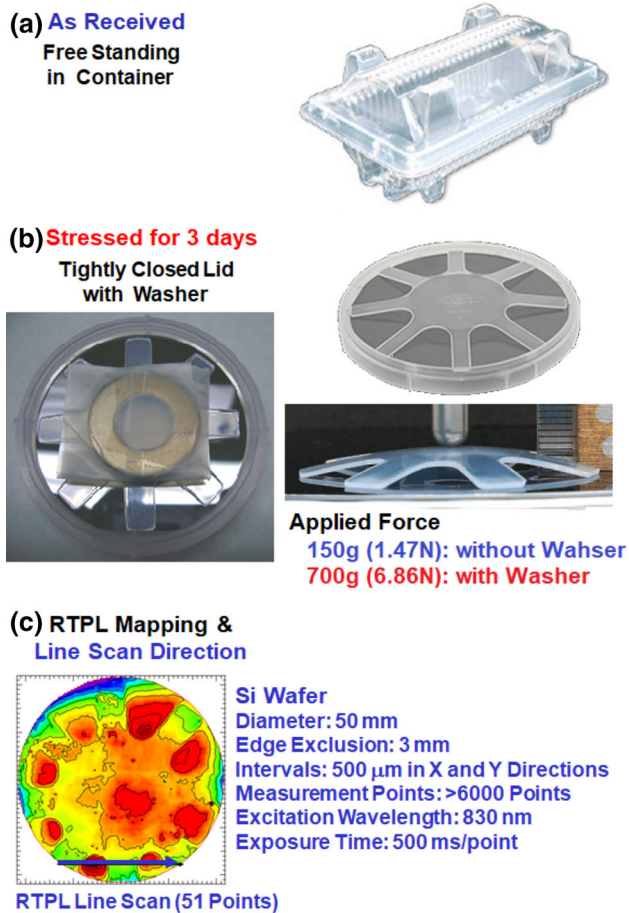 (a) As Received
Free Standing
in Container
(b) Stressed for 3 days
Tightly Closed Lid
with Washer
Applied Force
150g (1.47N): without Wahser
700g (6.86N): with Washer
(c) RTPL Mapping &
Line Scan Direction
Si Wafer
Diameter: 50 mm
Edge Exclusion: 3 mm
Intervals: 500 μm in X and Y Directions
Measurement Points: >6000 Points
Excitation Wavelength: 830 nm
Exposure Time: 500 ms/point
RTPL Line Scan (51 Points)